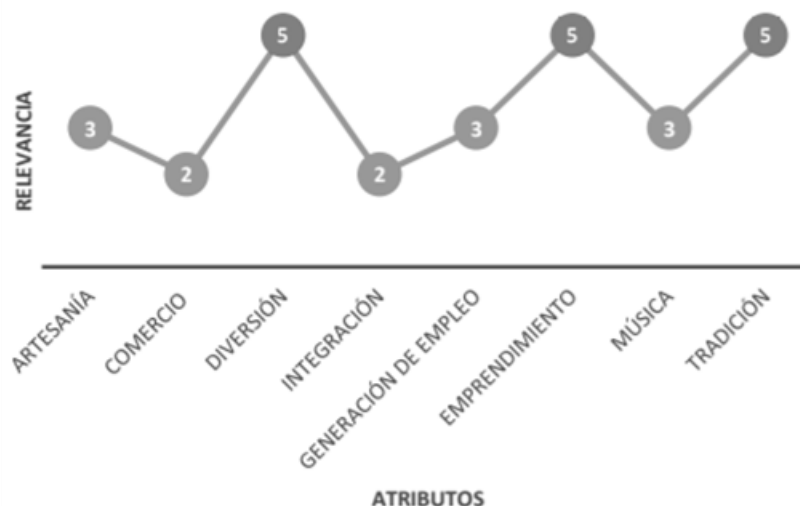 5
5
5
3
3
3
2
2
RELEVANCIA
ARTESANÍA
COMERCIO
DIVERSIÓN
INTEGRACIÓN
GENERACIÓN DE EMPLEO
EMPRENDIMIENTO
MÚSICA
TRADICIÓN
ATRIBUTOS